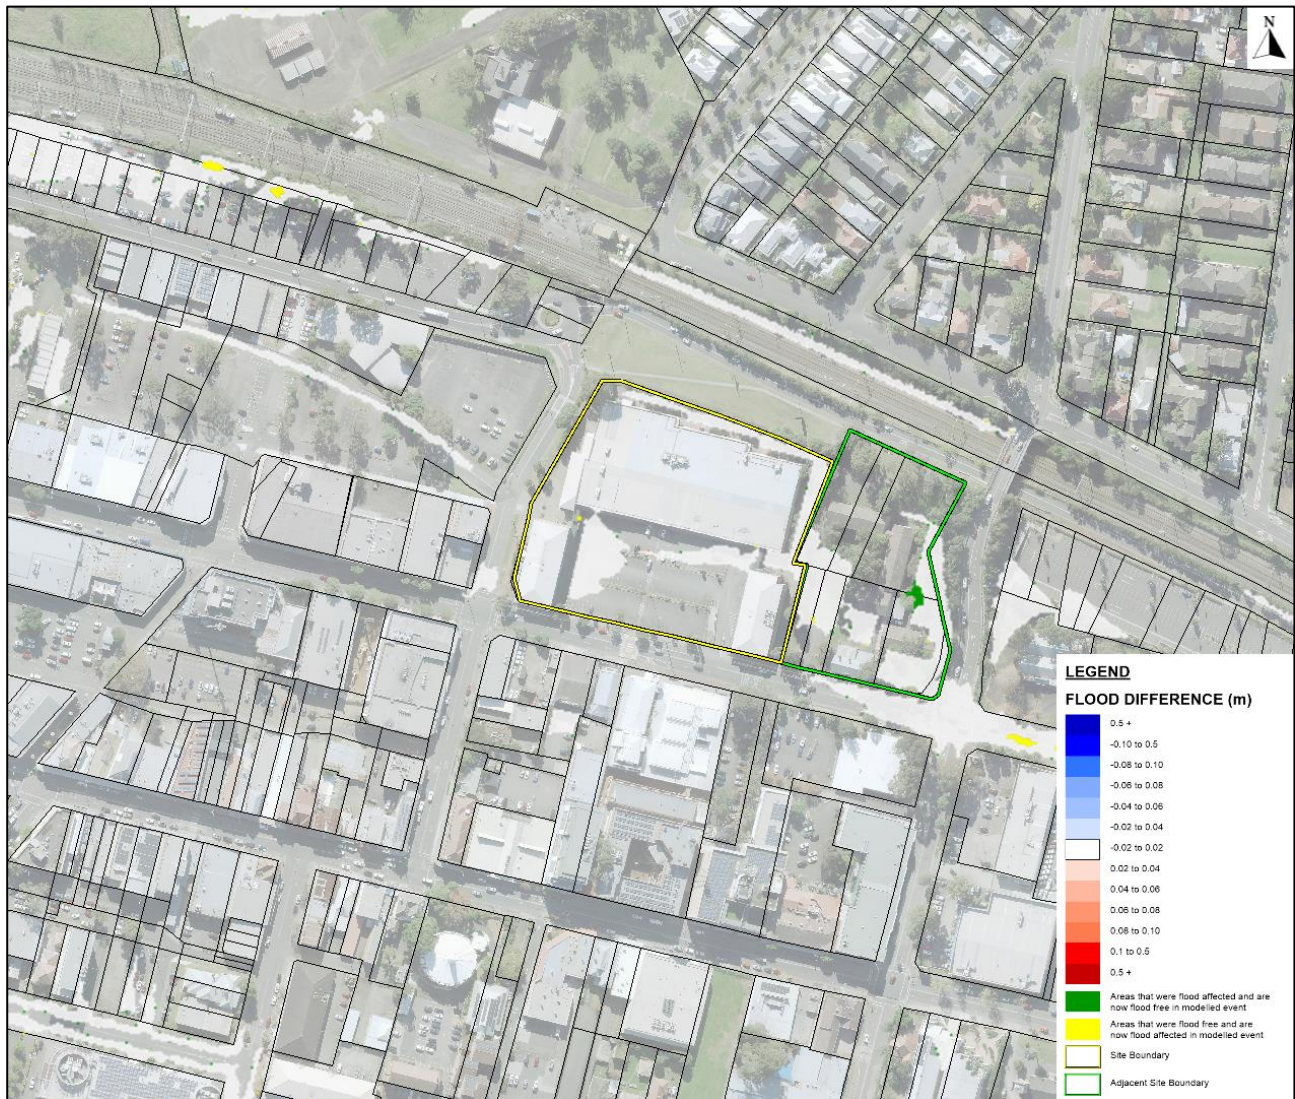 N
LEGEND
FLOOD DIFFERENCE (m)
0.5 +
-0.10 to 0.5
-0.08 to 0.10
-0.06 to 0.08
-0.04 to 0.06
-0.02 to 0.04
-0.02 to 0.02
0.02 to 0.04
0.04 to 0.06
0.06 to 0.08
0.08 to 0.10
0.1 to 0.5
0.5 +
Areas that were flood affected and are
now flood free in modelled event
Areas that were flood free and are
now flood affected in modelled event
Site Boundary
Adjacent Site Boundary